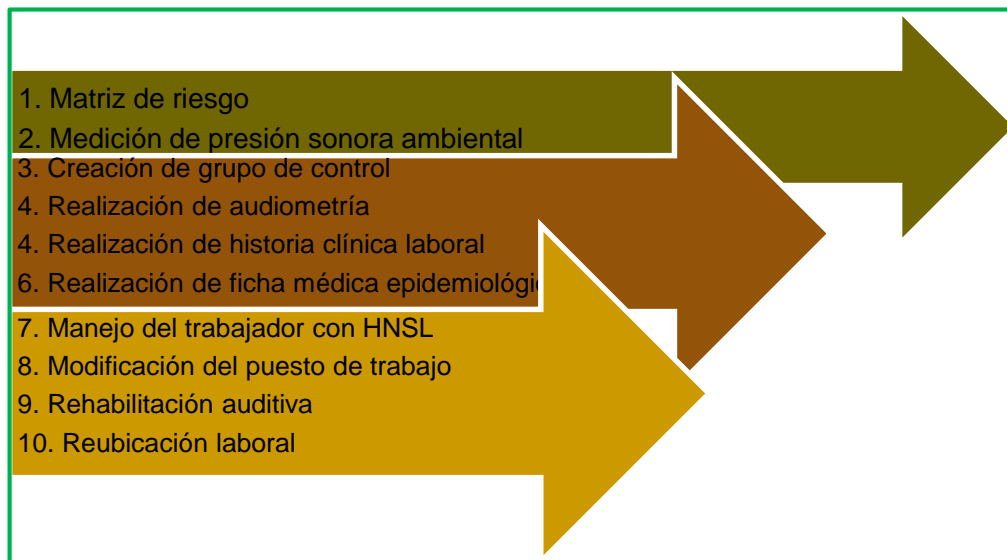 1. Matriz de riesgo
2. Medición de presión sonora ambiental
3. Creación de grupo de control
4. Realización de audiometría
4. Realización de historia clínica laboral
6. Realización de ficha médica epidemiológi
7. Manejo del trabajador con HNSL
8. Modificación del puesto de trabajo
9. Rehabilitación auditiva
10. Reubicación laboral